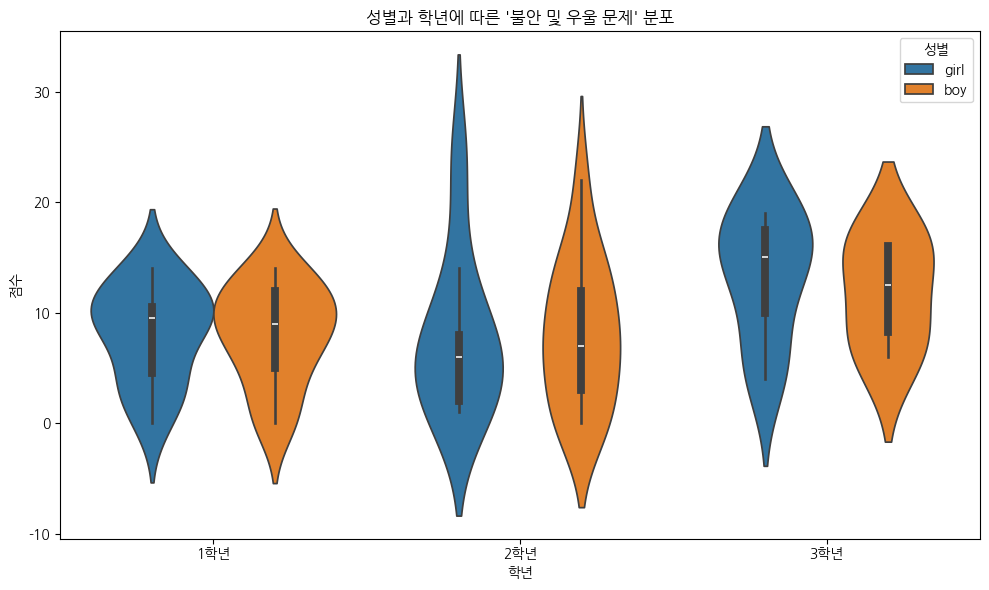 성별과 학년에 따른 '불안 및 우울 문제' 분포
성별
girl
boy
점수
30
20
10
0
-10
1학년
2학년
3학년
학년